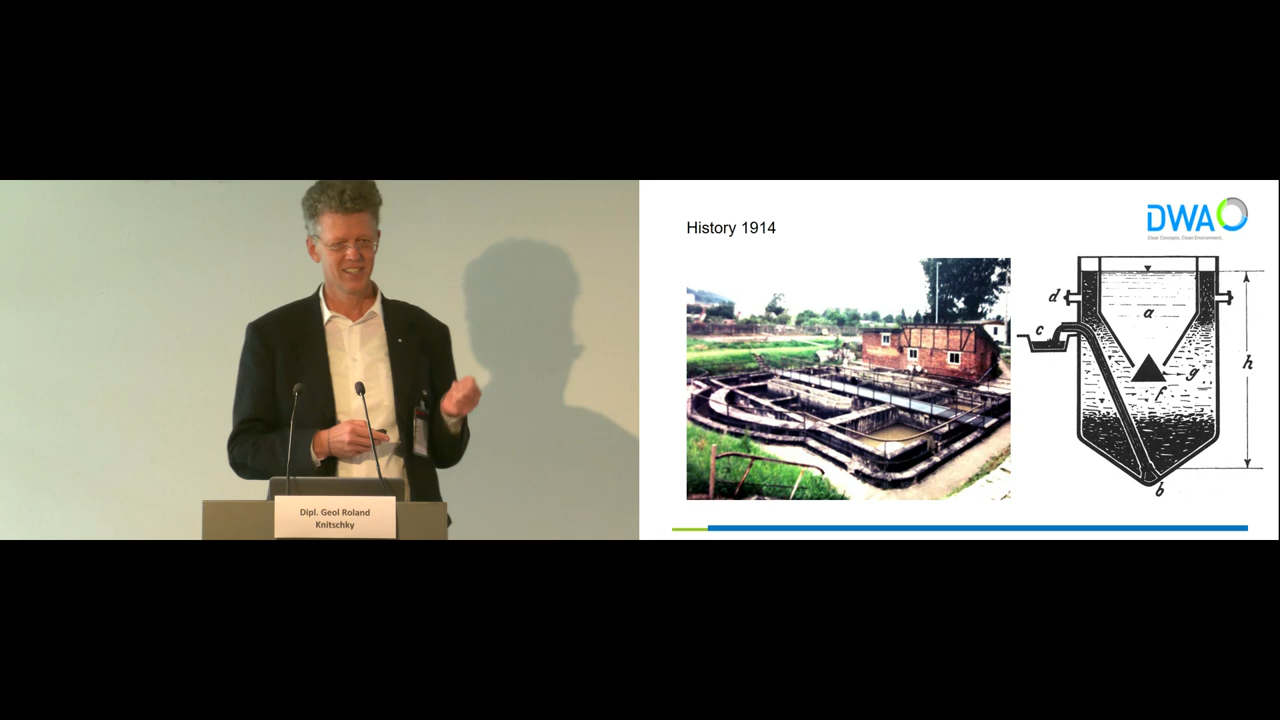 Dipl. Geol Roland
Knitschky
History 1914
DWA
Clear Concepts. Clean Environment.
a
d
c
g
f
h
b